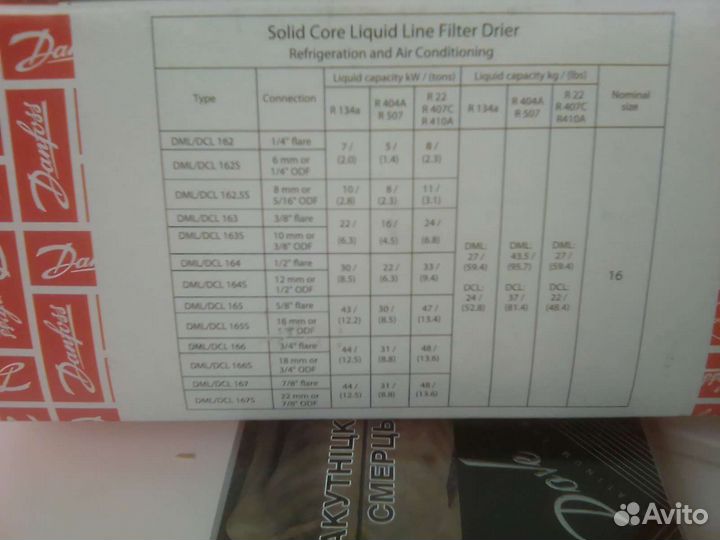 Danfoss
Danfoss
Danfoss
Solid Core Liquid Line Filter Drier
Refrigeration and Air Conditioning
Type Connection Liquid capacity kW / (tons) Liquid capacity kg / (lbs) Nominal size
R 134a R 404A R 507 R 22 R 407C R410A R 134a R 404A R 507 R 22 R 407C R410A
DML/DCL 162 1/4" flare 7 / (2.0) 5 / (1.4) 8 / (2.3)
DML/DCL 162S 6 mm or 1/4" ODF
DML/DCL 162.5S 8 mm or 5/16" ODF 10 / (2.8) 8 / (2.3) 11 / (3.1)
DML/DCL 163 3/8" flare 22 / (6.3) 16 / (4.5) 24 / (6.8)
DML/DCL 163S 10 mm or 3/8" ODF
DML/DCL 164 1/2" flare 30 / (8.5) 22 / (6.3) 33 / (9.4)
DML/DCL 164S 12 mm or 1/2" ODF
DML/DCL 165 5/8" flare 43 / (12.2) 30 / (8.5) 47 / (13.4)
DML/DCL 165S 16 mm or ODF
DML/DCL 166 3/4" flare 44 / (12.5) 31 / (8.8) 48 / (13.6)
DML/DCL 166S 18 mm or 3/4" ODF
DML/DCL 167 7/8" flare 44 / (12.5) 31 / (8.8) 48 / (13.6)
DML/DCL 167S 22 mm or 7/8" ODF
DML: 27 / (59.4) DML: 43.5 / (95.7) DML: 27 / (59.4)
DCL: 24 / (52.8) DCL: 37 / (81.4) DCL: 22 / (48.4)
16
АКУТНІЦК
СМЕРЦЬ
PLATINUM
Avito